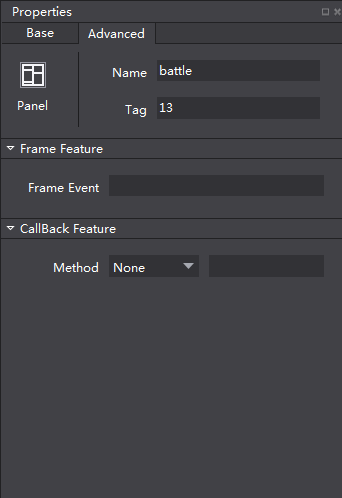 Properties
Base Advanced
Name battle
Panel
Tag 13
Frame Feature
Frame Event
CallBack Feature
Method None